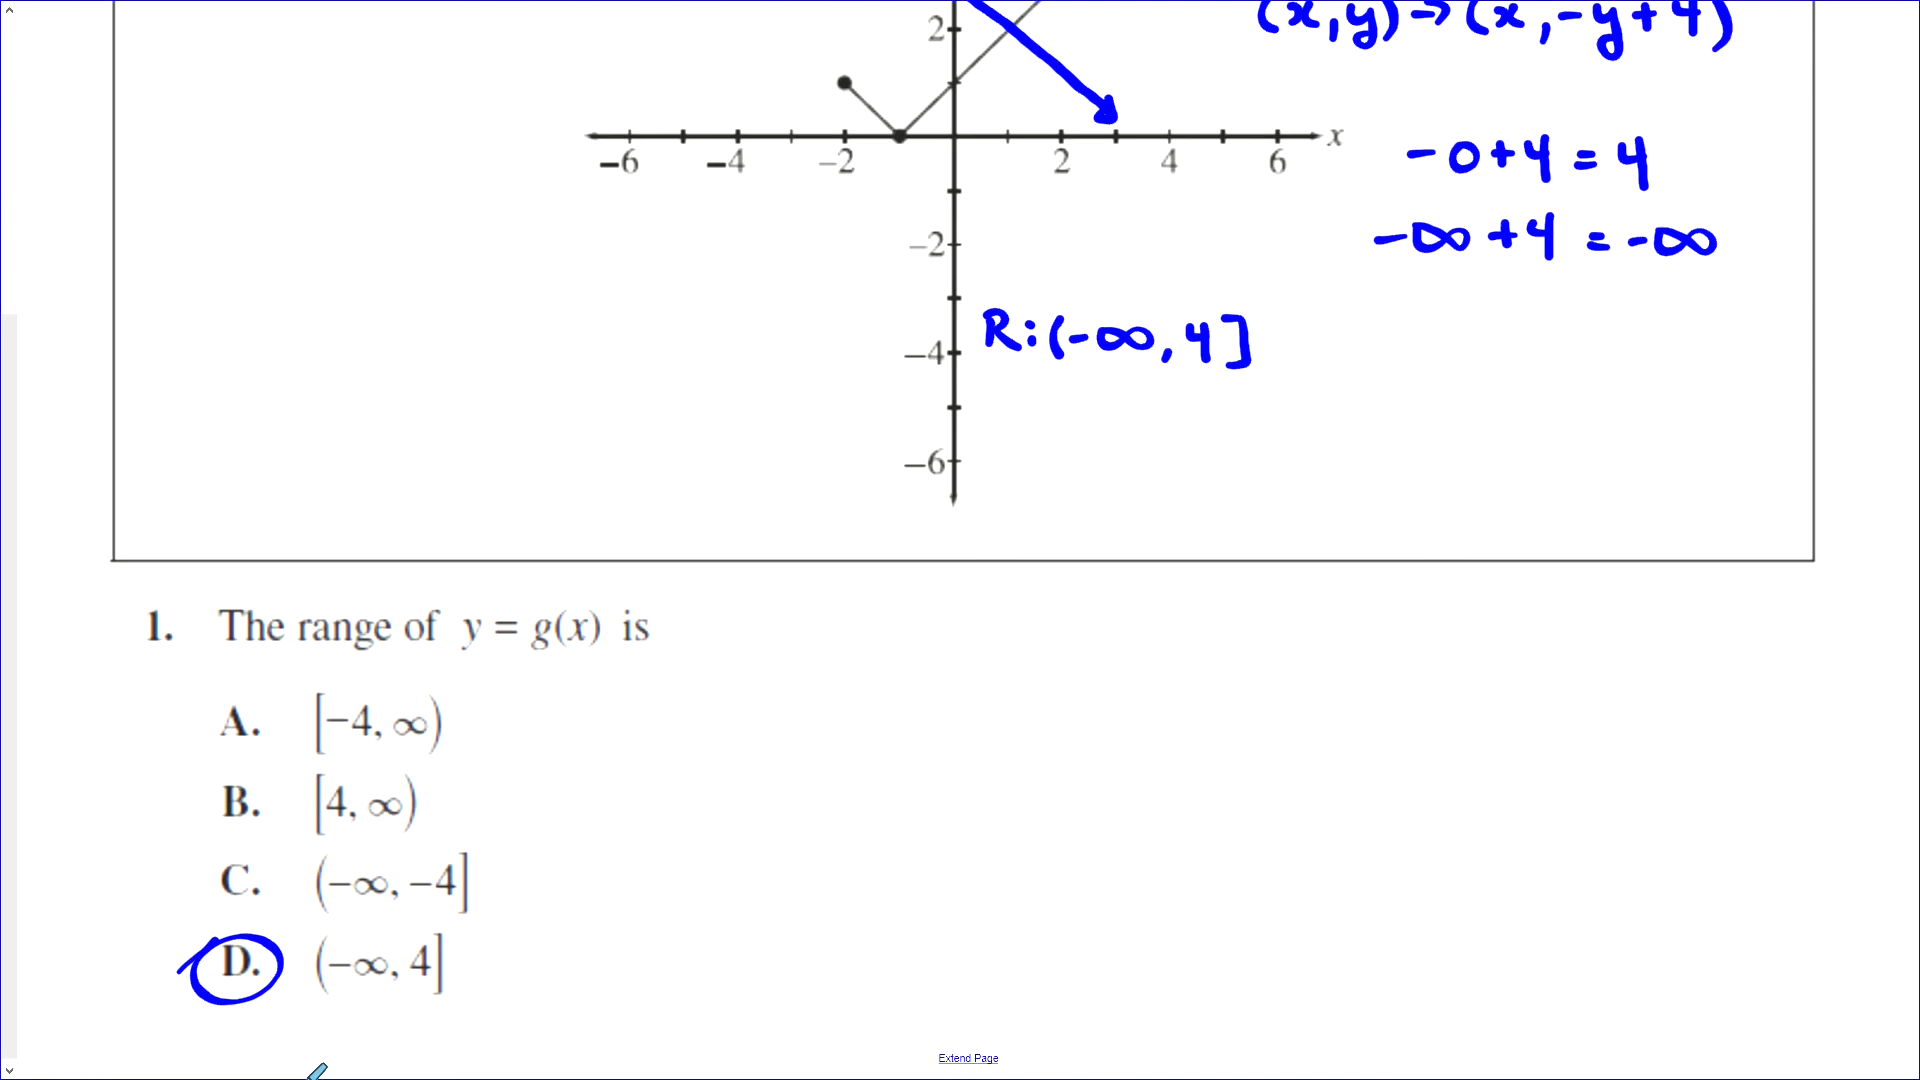 (x,y)→(x,-y+4)
2
x
−6 −4 −2 2 4 6
-0+4=4
−2
-∞+4=-∞
R:(-∞,4]
−4
−6
1. The range of y = g(x) is
A. [−4, ∞)
B. [4, ∞)
C. (−∞, −4]
D. (−∞, 4]
Extend Page